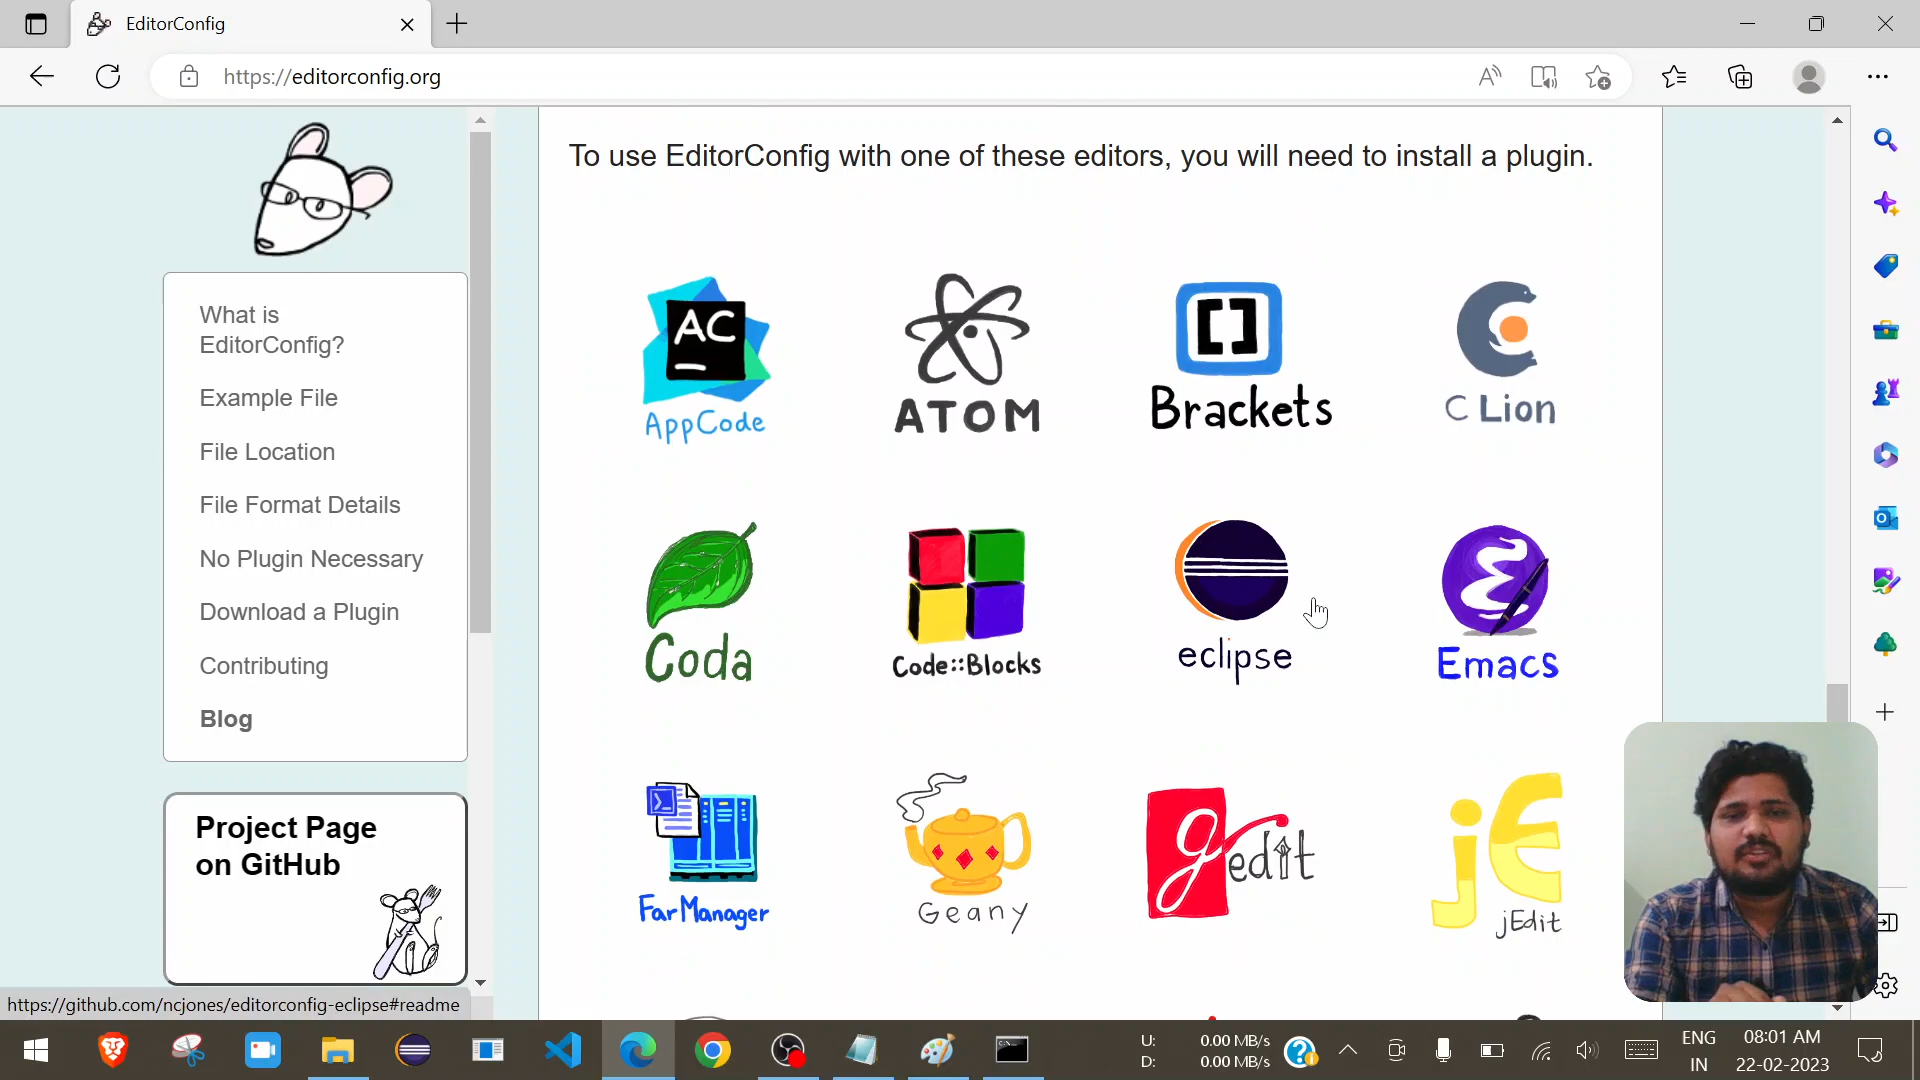 EditorConfig
https://editorconfig.org
To use EditorConfig with one of these editors, you will need to install a plugin.
What is
EditorConfig?
Example File
File Location
File Format Details
No Plugin Necessary
Download a Plugin
Contributing
Blog
Project Page
on GitHub
AC
AppCode
ATOM
Brackets
C Lion
Coda
Code::Blocks
eclipse
Emacs
Far Manager
Geany
gedit
jE
jEdit
https://github.com/ncjones/editorconfig-eclipse#readme
U: 0.00 MB/s
D: 0.00 MB/s
ENG
IN
08:01 AM
22-02-2023